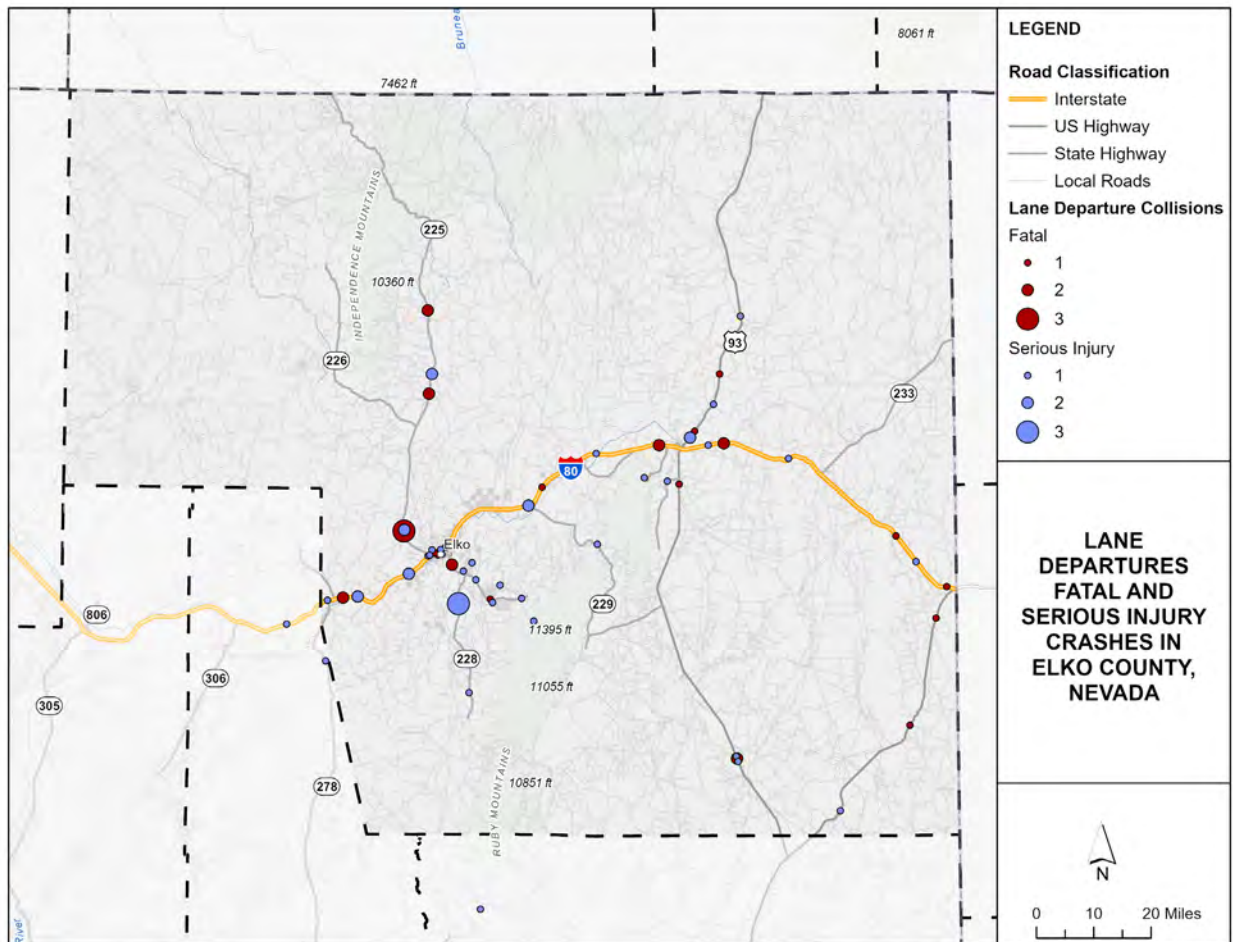 Brunea
8061 ft
7462 ft
INDEPENDENCE MOUNTAINS
225
10360 ft
226
93
233
80
Elko
806
229
11395 ft
228
306
11055 ft
305
278
10851 ft
RUBY MOUNTAINS
River
LEGEND
Road Classification
Interstate
US Highway
State Highway
Local Roads
Lane Departure Collisions
Fatal
1
2
3
Serious Injury
1
2
3
LANE
DEPARTURES
FATAL AND
SERIOUS INJURY
CRASHES IN
ELKO COUNTY,
NEVADA
N
0 10 20 Miles